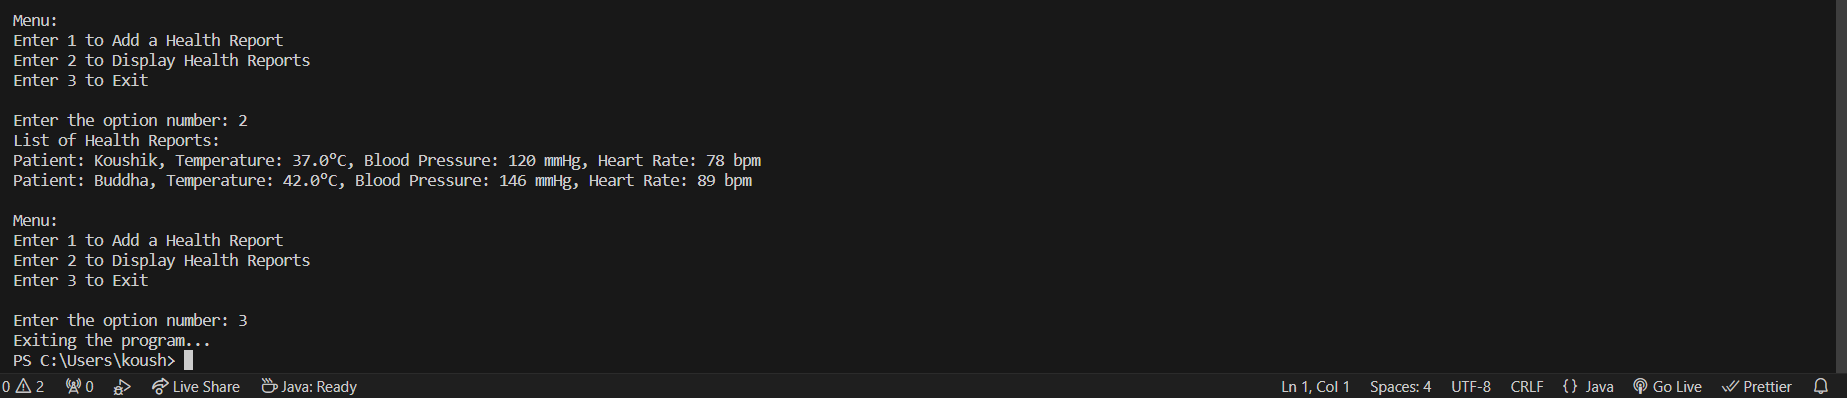 Menu:
Enter 1 to Add a Health Report
Enter 2 to Display Health Reports
Enter 3 to Exit
Enter the option number: 2
List of Health Reports:
Patient: Koushik, Temperature: 37.0°C, Blood Pressure: 120 mmHg, Heart Rate: 78 bpm
Patient: Buddha, Temperature: 42.0°C, Blood Pressure: 146 mmHg, Heart Rate: 89 bpm
Menu:
Enter 1 to Add a Health Report
Enter 2 to Display Health Reports
Enter 3 to Exit
Enter the option number: 3
Exiting the program...
PS C:\Users\koush>
0 2 0 Live Share Java: Ready Ln 1, Col 1 Spaces: 4 UTF-8 CRLF {} Java Go Live Prettier